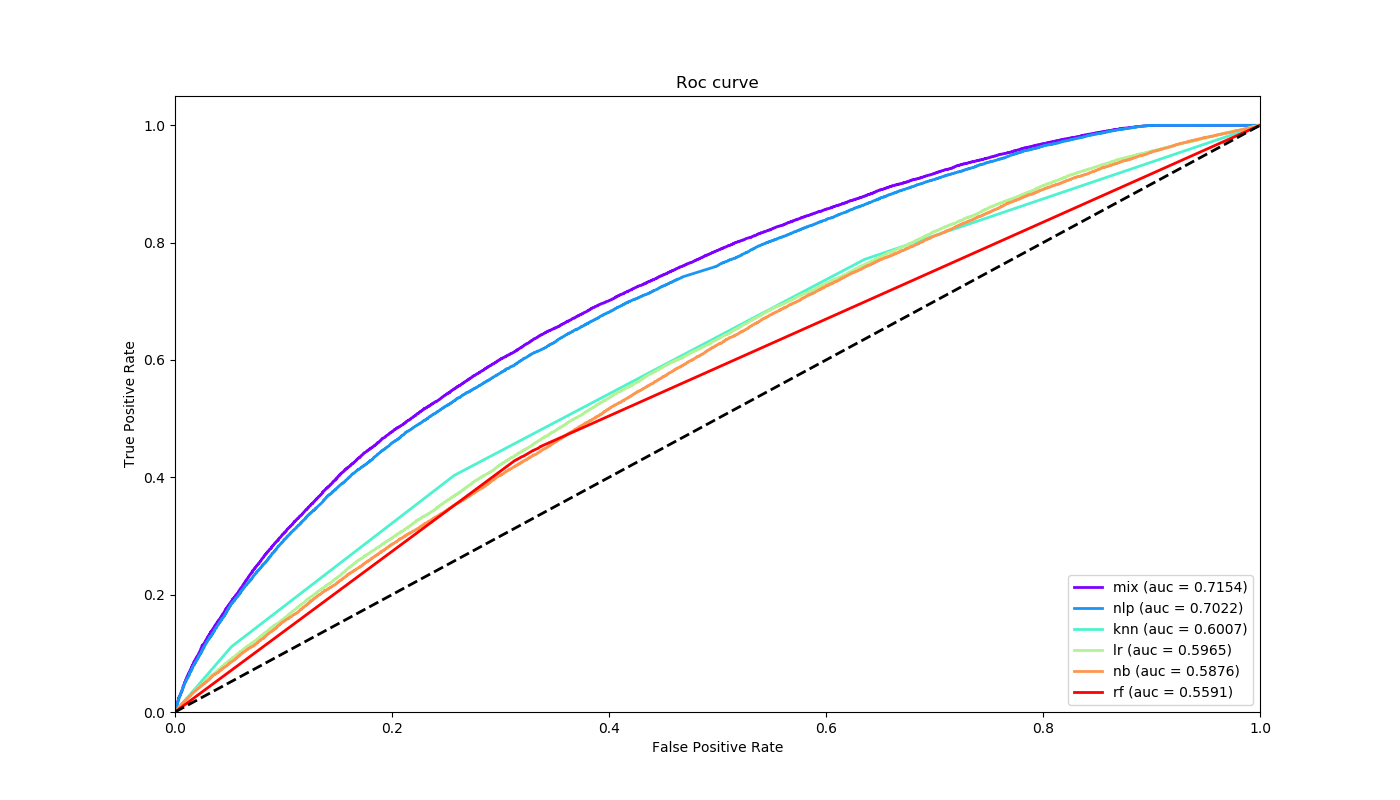 Roc curve
True Positive Rate
1.0
0.8
0.6
0.4
0.2
0.0
0.0 0.2 0.4 0.6 0.8 1.0
False Positive Rate
mix (auc = 0.7154)
nlp (auc = 0.7022)
knn (auc = 0.6007)
lr (auc = 0.5965)
nb (auc = 0.5876)
rf (auc = 0.5591)